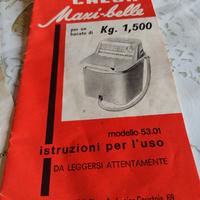 Maxi-belle
per un
bucato di
Kg. 1,500
modello 53.01
istruzioni per l'uso
DA LEGGERSI ATTENTAMENTE